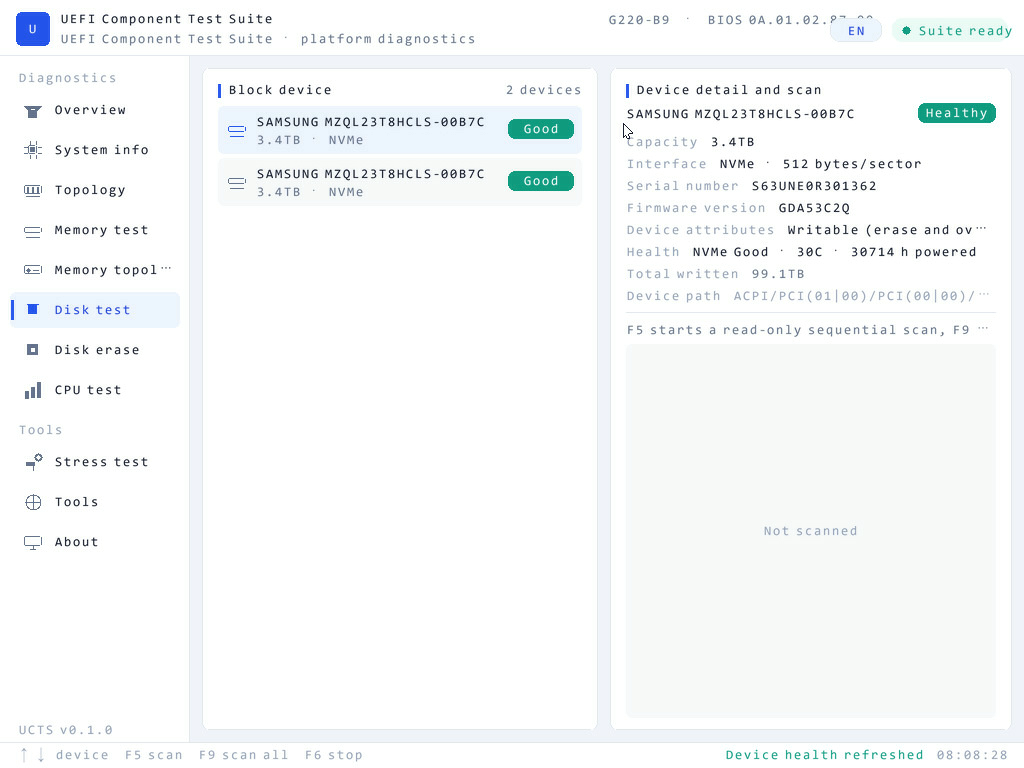 U
UEFI Component Test Suite
UEFI Component Test Suite · platform diagnostics
G220-B9 · BIOS 0A.01.02.
EN
Suite ready
Diagnostics
Overview
System info
Topology
Memory test
Memory topol···
Disk test
Disk erase
CPU test
Tools
Stress test
Tools
About
UCTS v0.1.0
Block device
2 devices
SAMSUNG MZQL23T8HCLS-00B7C
3.4TB · NVMe
Good
SAMSUNG MZQL23T8HCLS-00B7C
3.4TB · NVMe
Good
Device detail and scan
SAMSUNG MZQL23T8HCLS-00B7C
Healthy
Capacity 3.4TB
Interface NVMe · 512 bytes/sector
Serial number S63UNE0R301362
Firmware version GDA53C2Q
Device attributes Writable (erase and ov···
Health NVMe Good · 30C · 30714 h powered
Total written 99.1TB
Device path ACPI/PCI(01|00)/PCI(00|00)/···
F5 starts a read-only sequential scan, F9 ···
Not scanned
↑ ↓ device F5 scan F9 scan all F6 stop
Device health refreshed 08:08:28